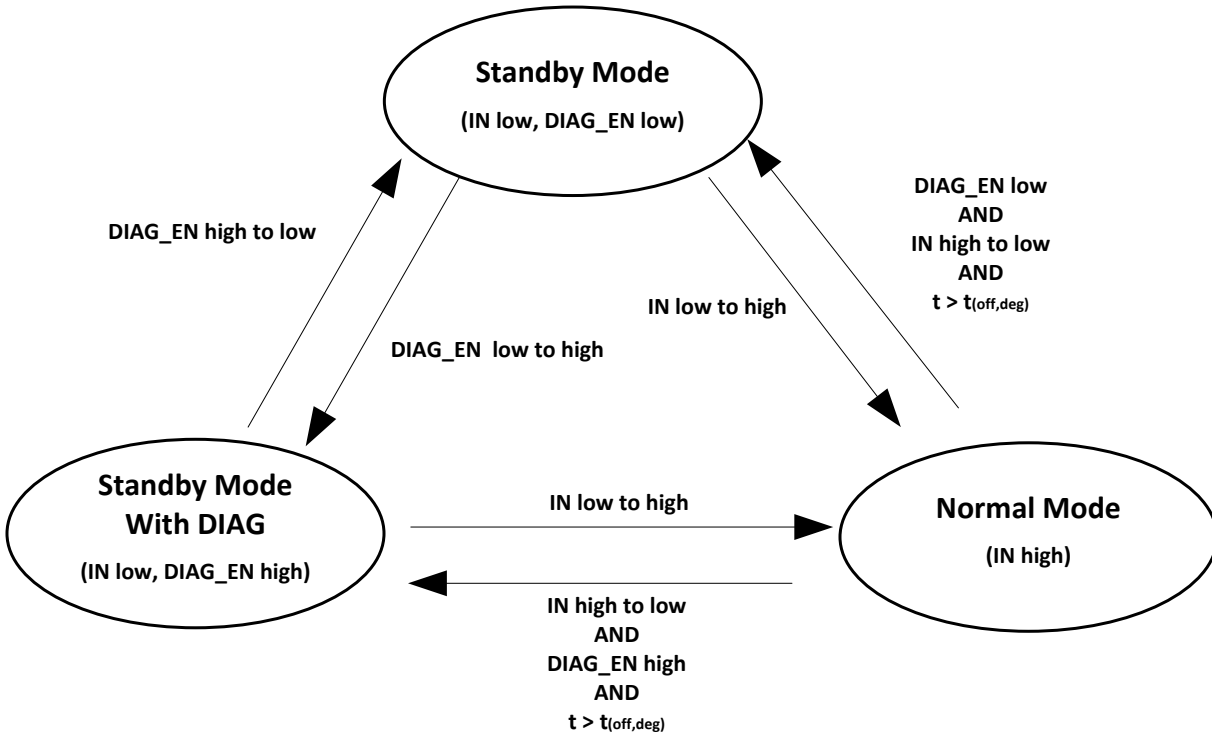 Standby Mode
(IN low, DIAG_EN low)
DIAG_EN high to low
DIAG_EN  low to high
IN low to high
DIAG_EN low
AND
IN high to low
AND
t > t(off,deg)
Standby Mode
With DIAG
(IN low, DIAG_EN high)
IN low to high
IN high to low
AND
DIAG_EN high
AND
t > t(off,deg)
Normal Mode
(IN high)